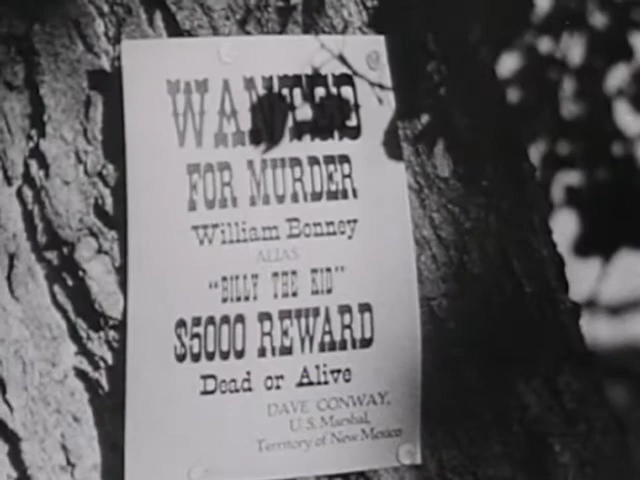 WANTED
FOR MURDER
William Bonney
ALIAS
"BILLY THE KID"
$5000 REWARD
Dead or Alive
DAVE CONWAY,
U.S. Marshal,
Territory of New Mexico